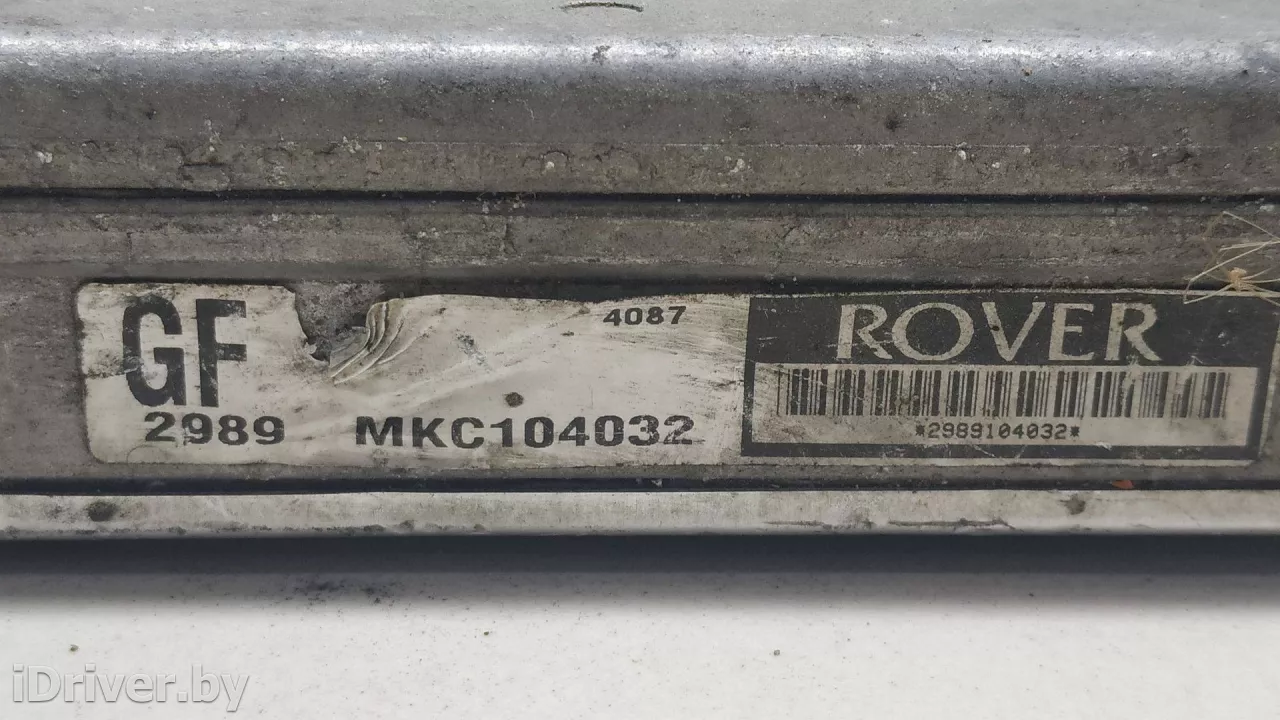 GF
2989 MKC104032
4087
ROVER
*2989104032*
iDriver.by